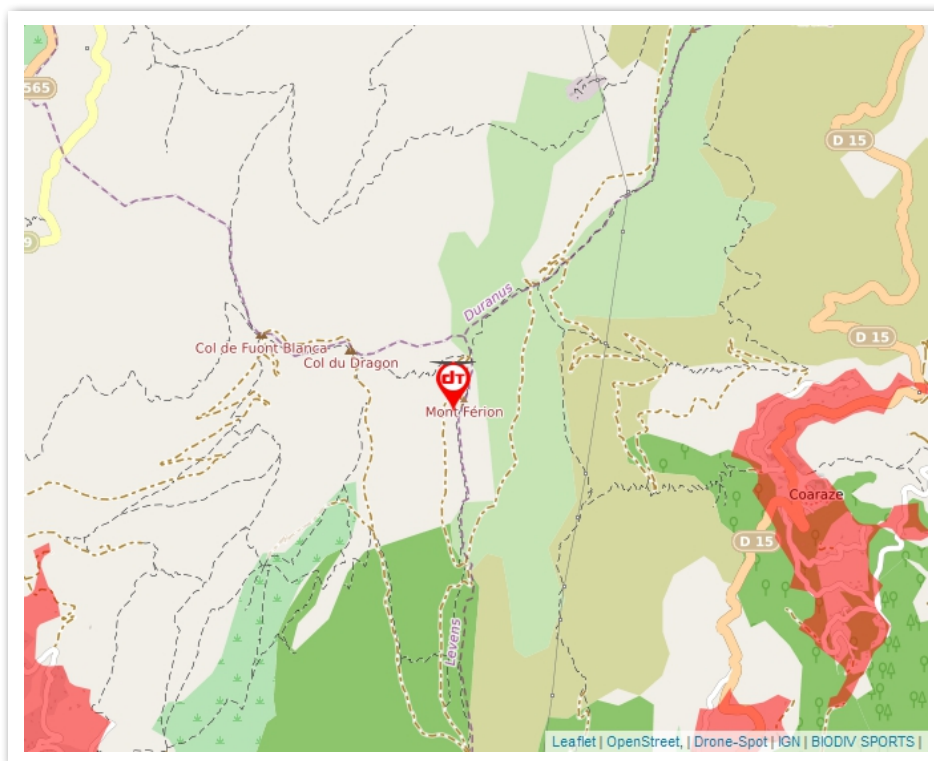 565
D 15
9
D 15
Duranus
Col de Fuont Blanca
Col du Dragon
dT
Mont Férion
Coaraze
D 15
Levens
Leaflet | OpenStreet, | Drone-Spot | IGN | BIODIV SPORTS |